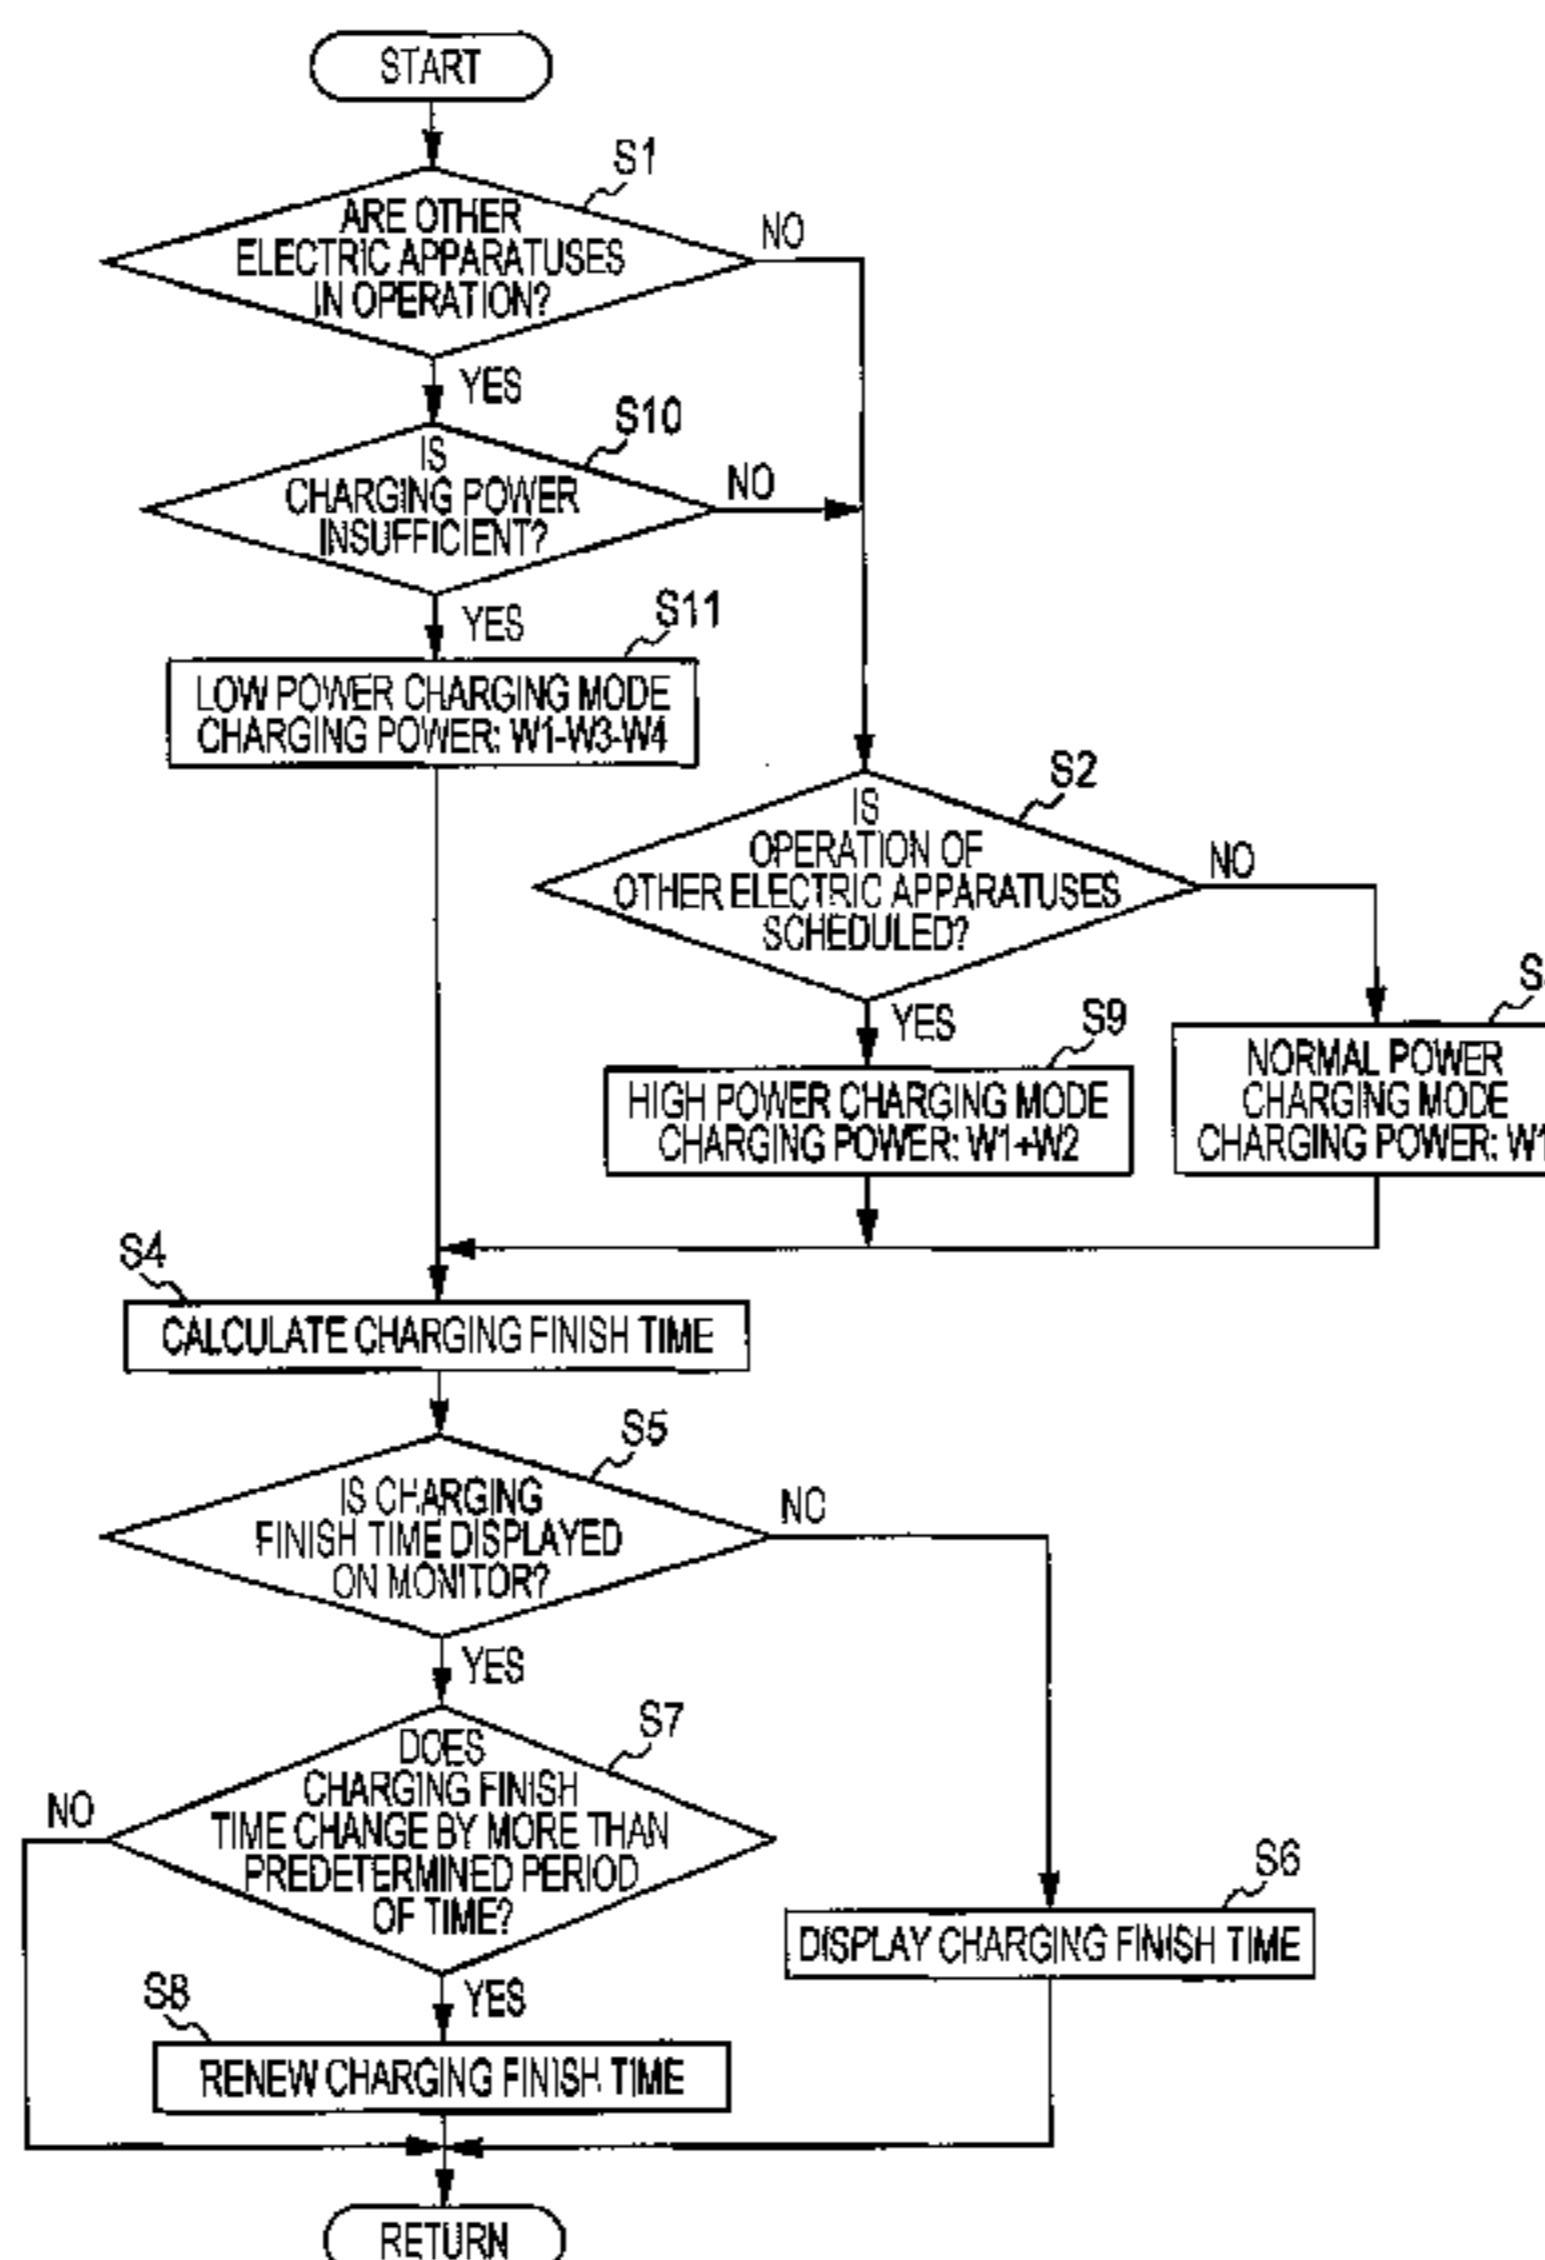 START
S1
ARE OTHER
ELECTRIC APPARATUSES
IN OPERATION?
NO
YES
S10
IS
CHARGING POWER
INSUFFICIENT?
NO
YES
S11
LOW POWER CHARGING MODE
CHARGING POWER: W1-W3-W4
S2
IS
OPERATION OF
OTHER ELECTRIC APPARATUSES
SCHEDULED?
NO
YES
S9
HIGH POWER CHARGING MODE
CHARGING POWER: W1+W2
NORMAL POWER
CHARGING MODE
CHARGING POWER: W1
S4
CALCULATE CHARGING FINISH TIME
S5
IS CHARGING
FINISH TIME DISPLAYED
ON MONITOR?
NO
YES
S7
DOES
CHARGING FINISH
TIME CHANGE BY MORE THAN
PREDETERMINED PERIOD
OF TIME?
NO
YES
S6
DISPLAY CHARGING FINISH TIME
S8
RENEW CHARGING FINISH TIME
RETURN